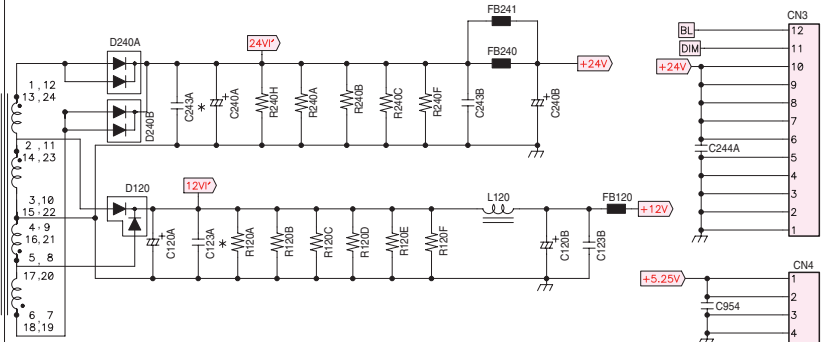 FB241
CN3
D240A
24VI'
FB240
BL
12
DIM
11
+24V
+24V
10
1 , 12
13, 24
C243A
*
+
C240A
R240H
R240A
R240B
R240C
R240F
C243B
+
C240B
9
8
D240B
7
6
2 , 11
14, 23
C244A
5
4
3, 10
15, 22
D120
12VI'
L120
FB120
+12V
3
2
4, 9
16, 21
+
C120A
C123A
*
R120A
R120B
R120C
R120D
R120E
R120F
+
C120B
C123B
1
5, 8
17,20
CN4
+5.25V
1
2
C954
3
6, 7
18,19
4